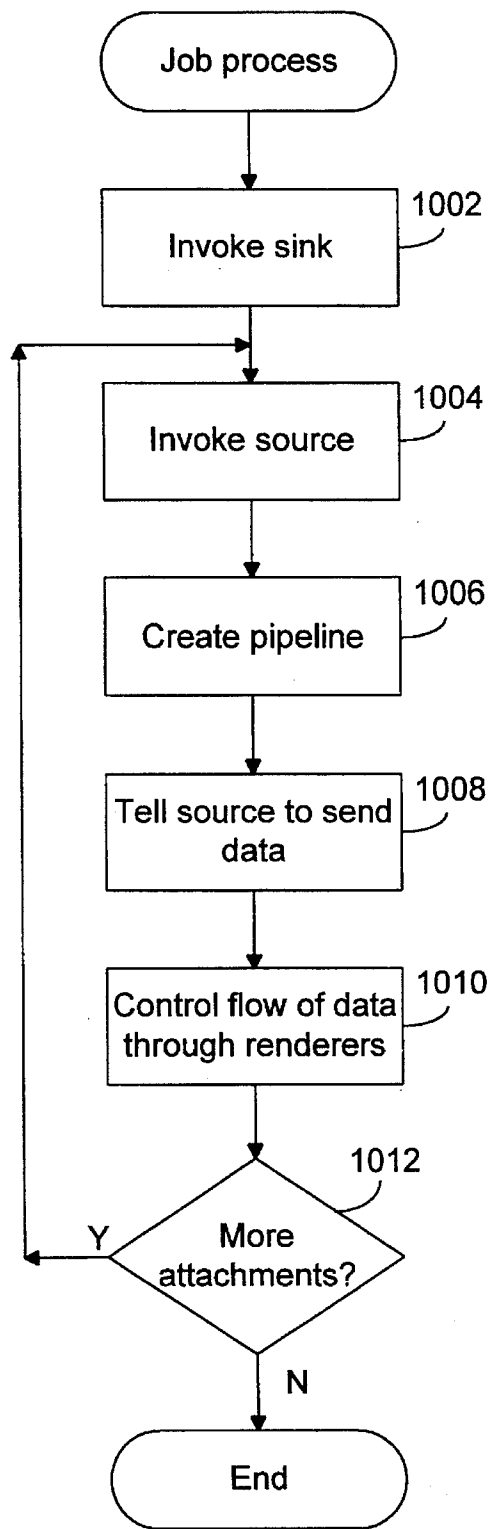 Job process
1002
Invoke sink
1004
Invoke source
1006
Create pipeline
1008
Tell source to send
data
1010
Control flow of data
through renderers
1012
More
attachments?
Y
N
End